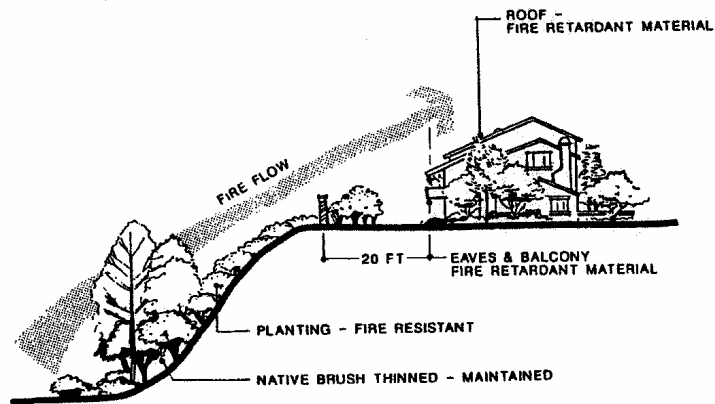 ROOF -
FIRE RETARDANT MATERIAL
FIRE FLOW
20 FT
EAVES & BALCONY
FIRE RETARDANT MATERIAL
PLANTING - FIRE RESISTANT
NATIVE BRUSH THINNED - MAINTAINED